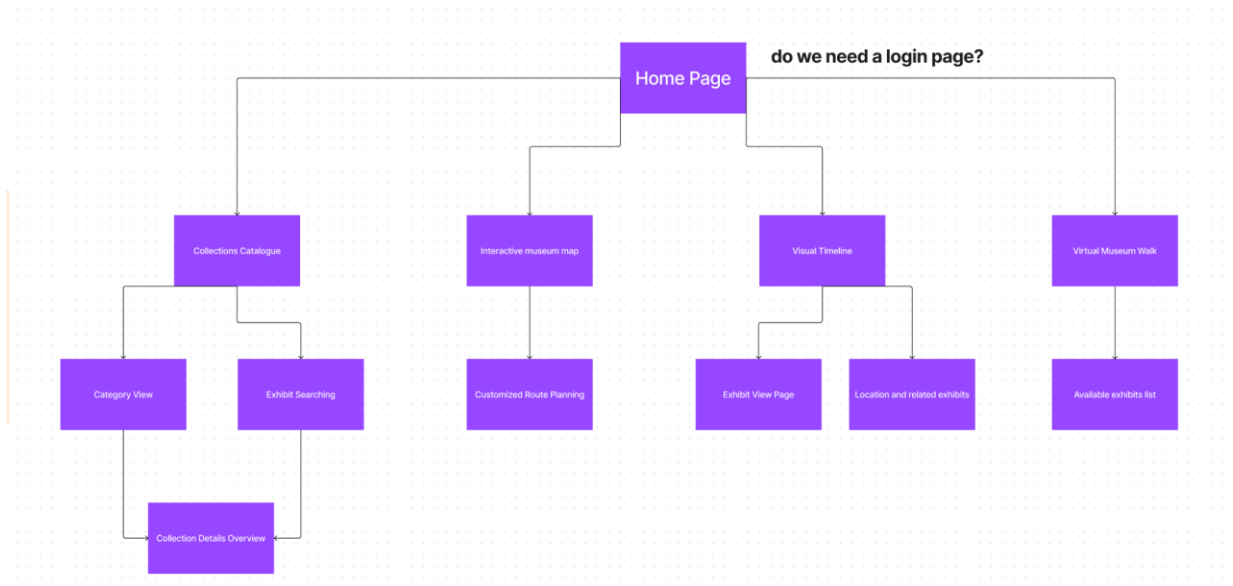 do we need a login page?
Home Page
Collections Catalogue
Interactive museum map
Visual Timeline
Virtual Museum Walk
Category View
Exhibit Searching
Customized Route Planning
Exhibit View Page
Location and related exhibits
Available exhibits list
Collection Details Overview